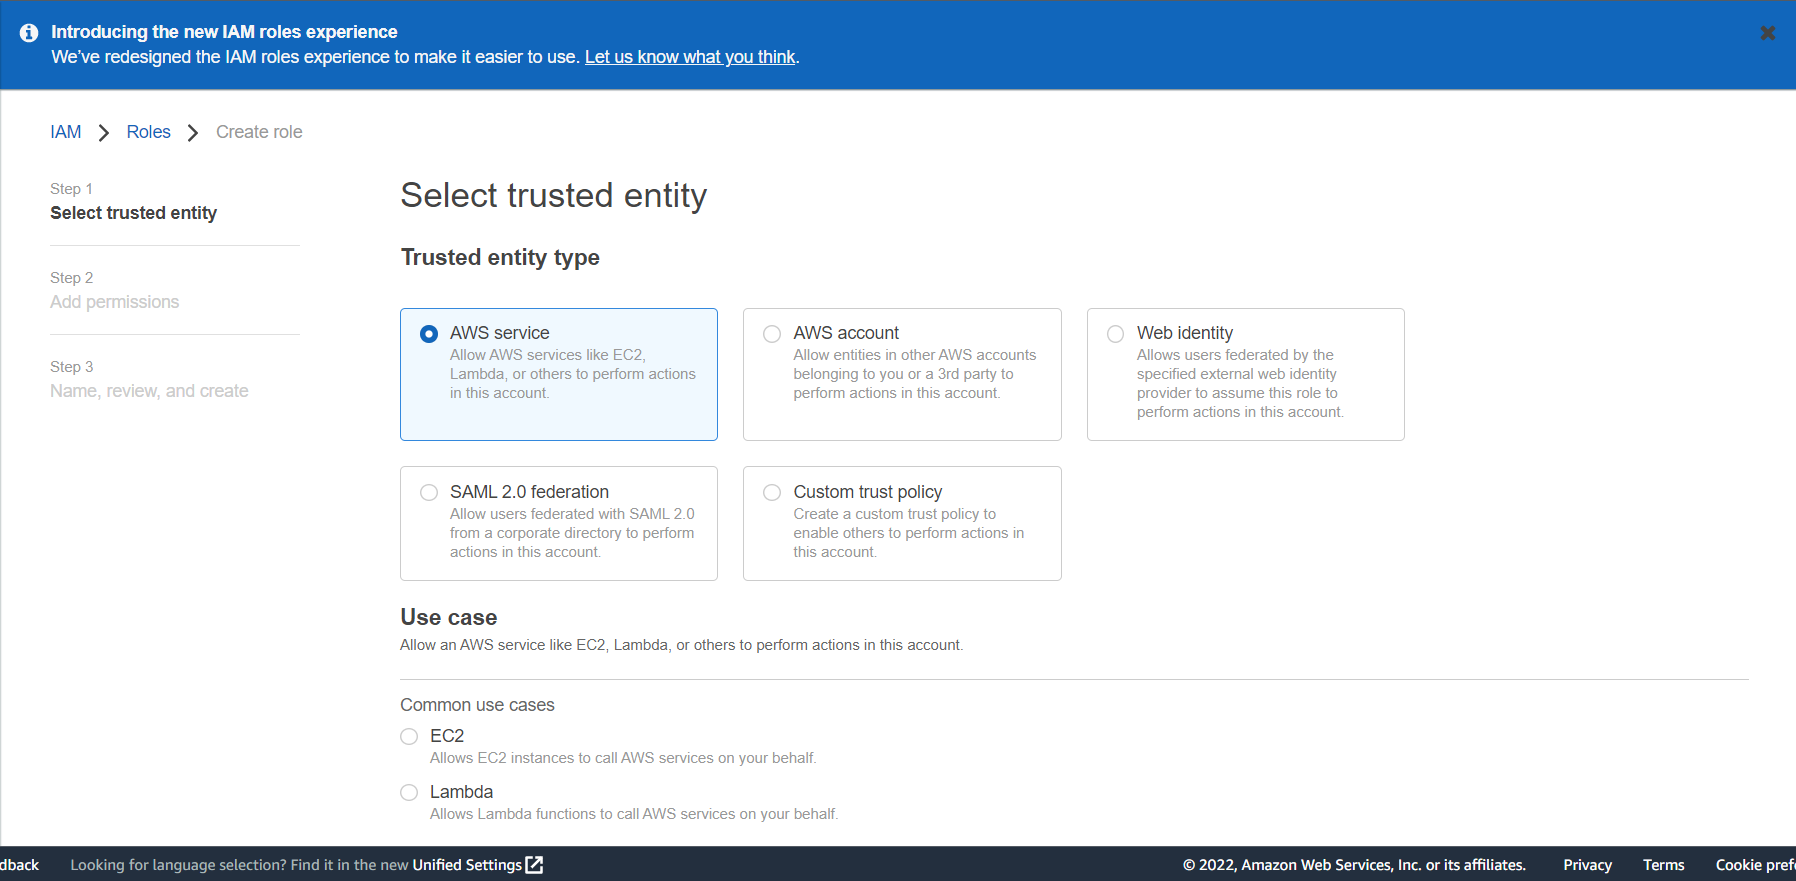 Introducing the new IAM roles experience
We've redesigned the IAM roles experience to make it easier to use. Let us know what you think.
IAM > Roles > Create role
Step 1
Select trusted entity
Step 2
Add permissions
Step 3
Name, review, and create
Select trusted entity
Trusted entity type
AWS service
Allow AWS services like EC2,
Lambda, or others to perform actions
in this account.
AWS account
Allow entities in other AWS accounts
belonging to you or a 3rd party to
perform actions in this account.
Web identity
Allows users federated by the
specified external web identity
provider to assume this role to
perform actions in this account.
SAML 2.0 federation
Allow users federated with SAML 2.0
from a corporate directory to perform
actions in this account.
Custom trust policy
Create a custom trust policy to
enable others to perform actions in
this account.
Use case
Allow an AWS service like EC2, Lambda, or others to perform actions in this account.
Common use cases
EC2
Allows EC2 instances to call AWS services on your behalf.
Lambda
Allows Lambda functions to call AWS services on your behalf.
dback Looking for language selection? Find it in the new Unified Settings © 2022, Amazon Web Services, Inc. or its affiliates. Privacy Terms Cookie pref